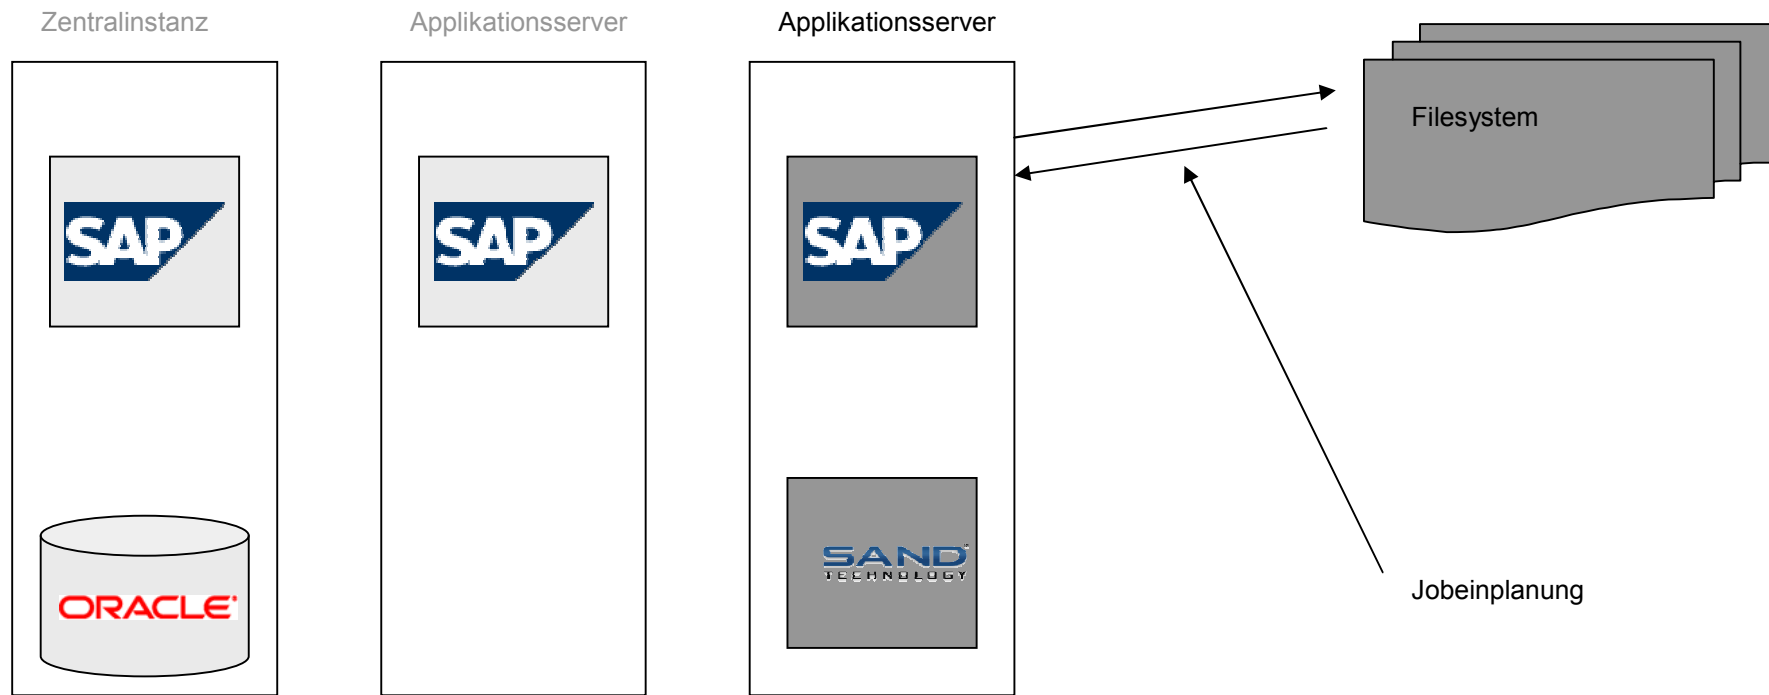 Zentralinstanz
Applikationsserver
Applikationsserver
Filesystem
SAP
SAP
SAP
SAND
TECHNOLOGY
ORACLE
Jobeinplanung